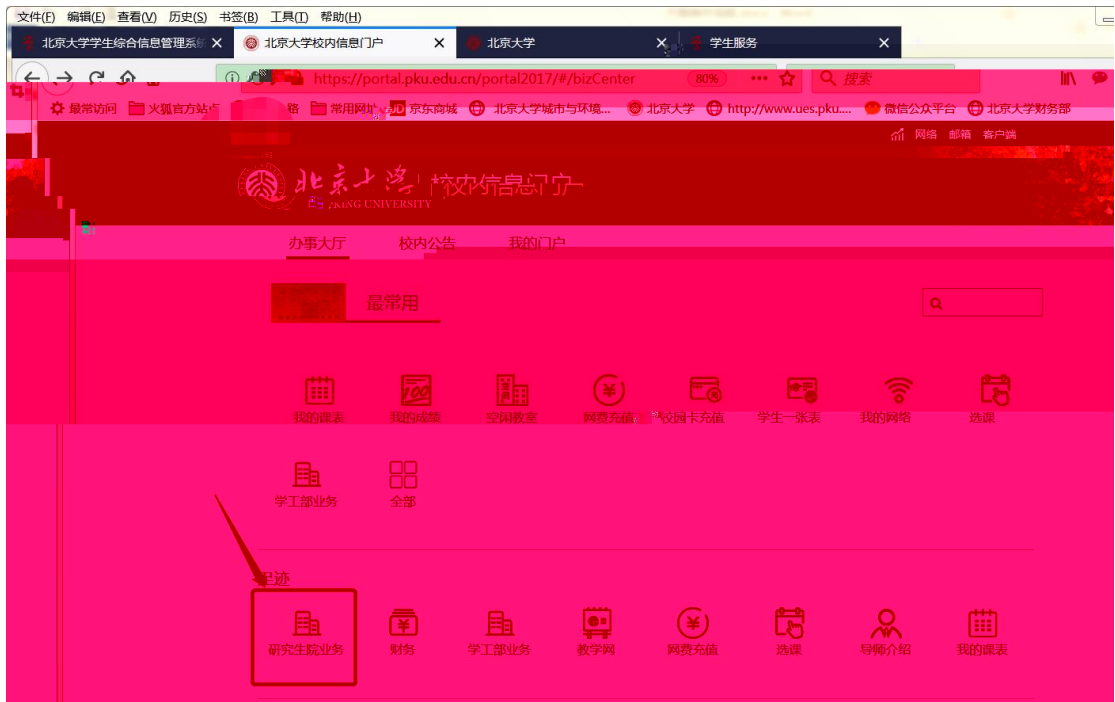 文件(F) 编辑(E) 查看(V) 历史(S) 书签(B) 工具(T) 帮助(H)
北京大学学生综合信息管理系统 北京大学校内信息门户 北京大学 学生服务
https://portal.pku.edu.cn/portal2017/#/bizCenter 80% 搜索
最常访问 火狐官方站点 常用网址 JD 京东商城 北京大学城市与环境... 北京大学 http://www.ues.pku.... 微信公众平台 北京大学财务部
网络 邮箱 客户端
北京大学 校内信息门户
UNIVERSITY
办事大厅 校内公告 我的门户
最常用
我的课表 我的成绩 空闲教室 网费充值 校园卡充值 学生一张表 我的网络 选课
学工部业务 全部
足迹
研究生院业务 财务 学工部业务 教学网 网费充值 选课 导师介绍 我的课表